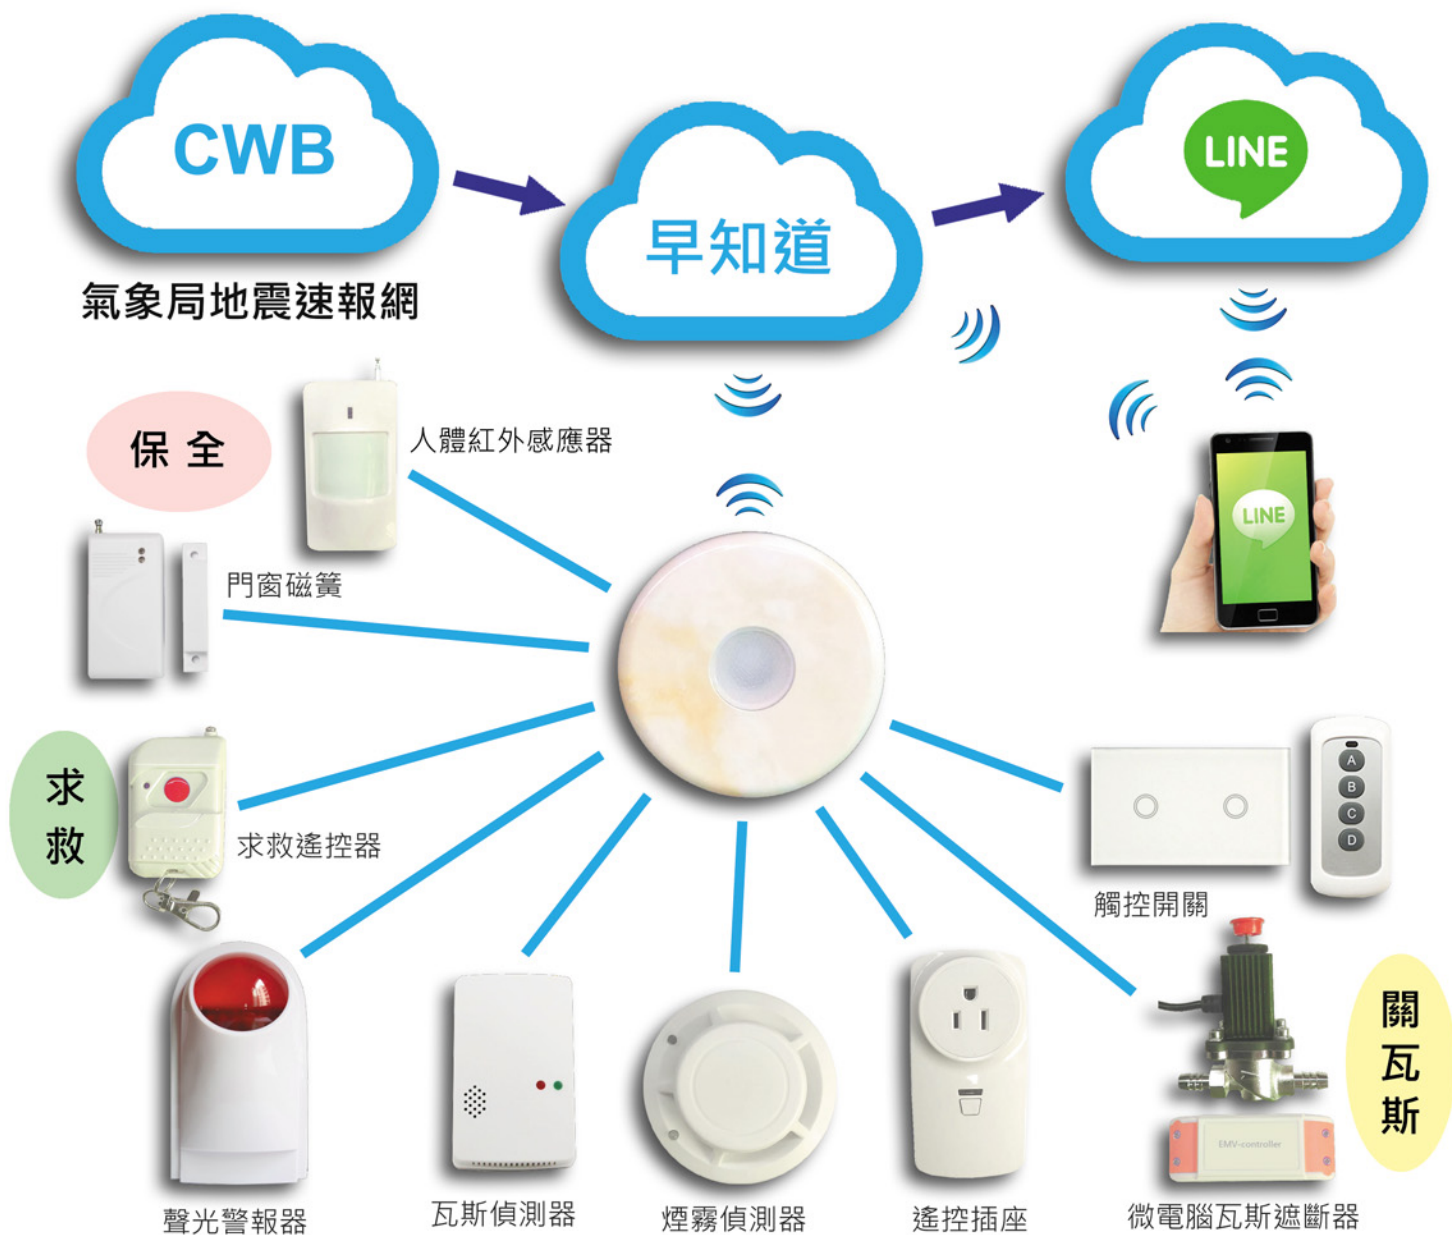 CWB
早知道
LINE
氣象局地震速報網
保全
人體紅外感應器
LINE
門窗磁簧
求救
求救遙控器
A
B
C
D
觸控開關
關瓦斯
EMV-controller
聲光警報器
瓦斯偵測器
煙霧偵測器
遙控插座
微電腦瓦斯遮斷器